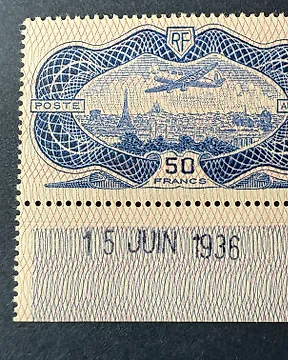 RF
POSTE A
50
FRANCS
15 JUIN 1936